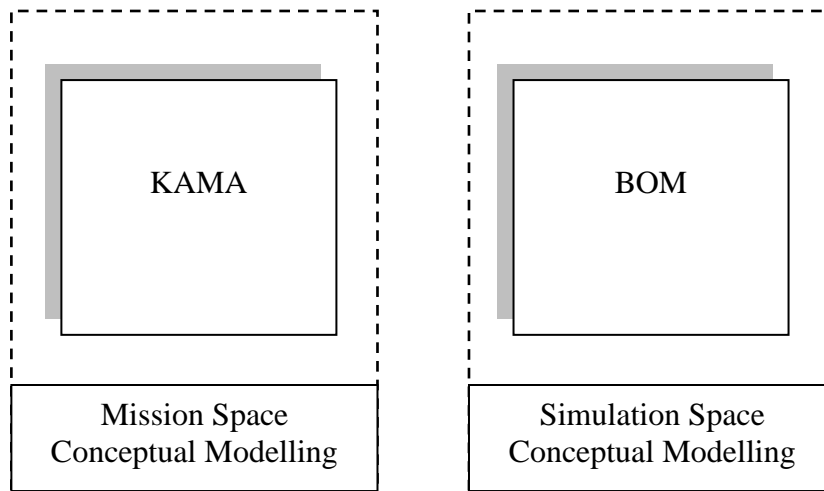 KAMA
BOM
Mission Space
Conceptual Modelling
Simulation Space
Conceptual Modelling